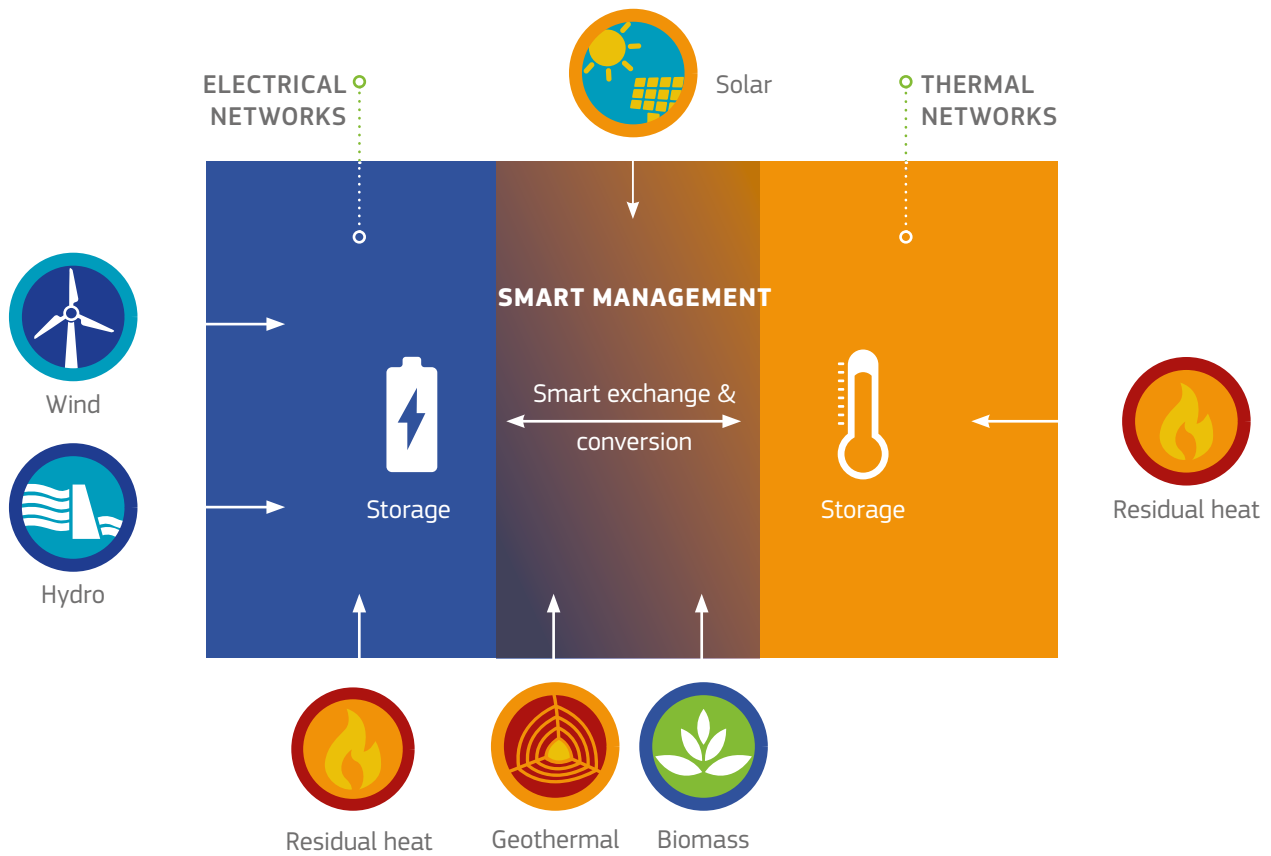 ELECTRICAL
NETWORKS
Solar
THERMAL
NETWORKS
SMART MANAGEMENT
Wind
Smart exchange &
conversion
Storage
Storage
Residual heat
Hydro
Residual heat
Geothermal
Biomass